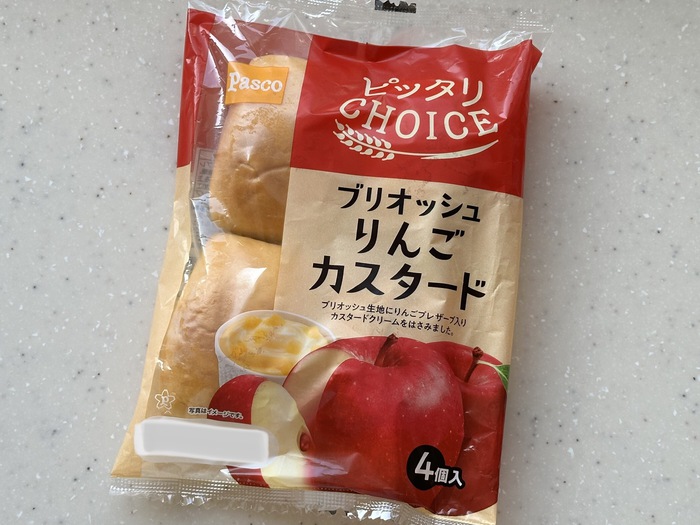 Pasco
ピッタリ
CHOICE
ブリオッシュ
りんご
カスタード
ブリオッシュ生地にりんごプレザーブ入り
カスタードクリームをはさみました。
写真はイメージです。
4個入